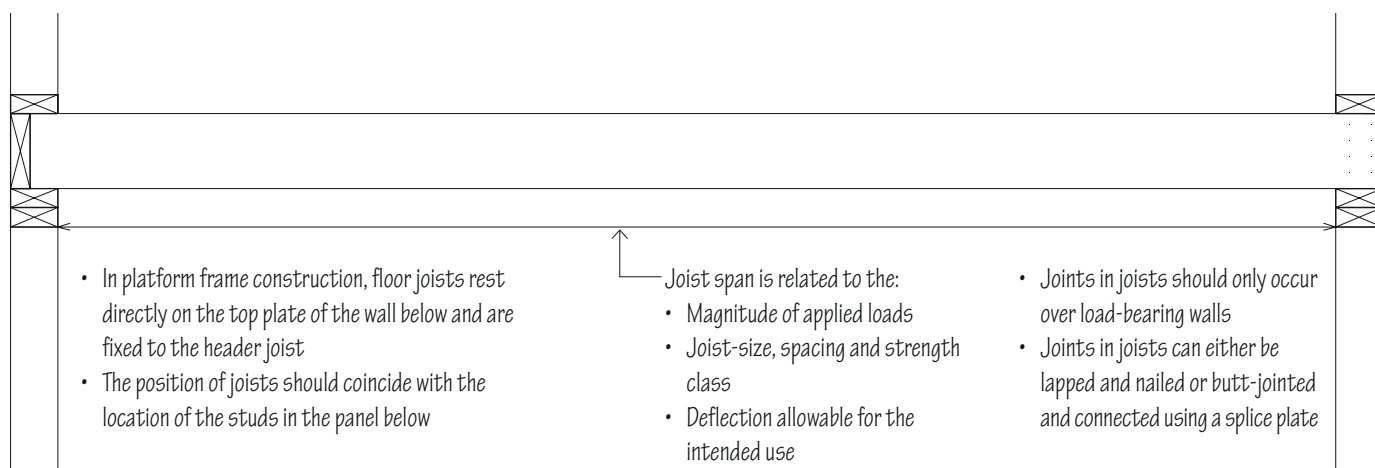 • In platform frame construction, floor joists rest
directly on the top plate of the wall below and are
fixed to the header joist
• The position of joists should coincide with the
location of the studs in the panel below
Joist span is related to the:
• Magnitude of applied loads
• Joist-size, spacing and strength
class
• Deflection allowable for the
intended use
• Joints in joists should only occur
over load-bearing walls
• Joints in joists can either be
lapped and nailed or butt-jointed
and connected using a splice plate